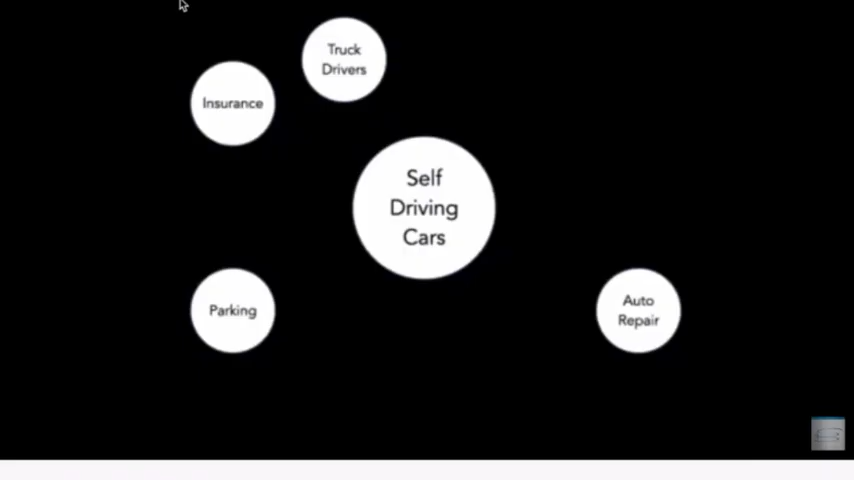 Truck
Drivers
Insurance
Self
Driving
Cars
Parking
Auto
Repair